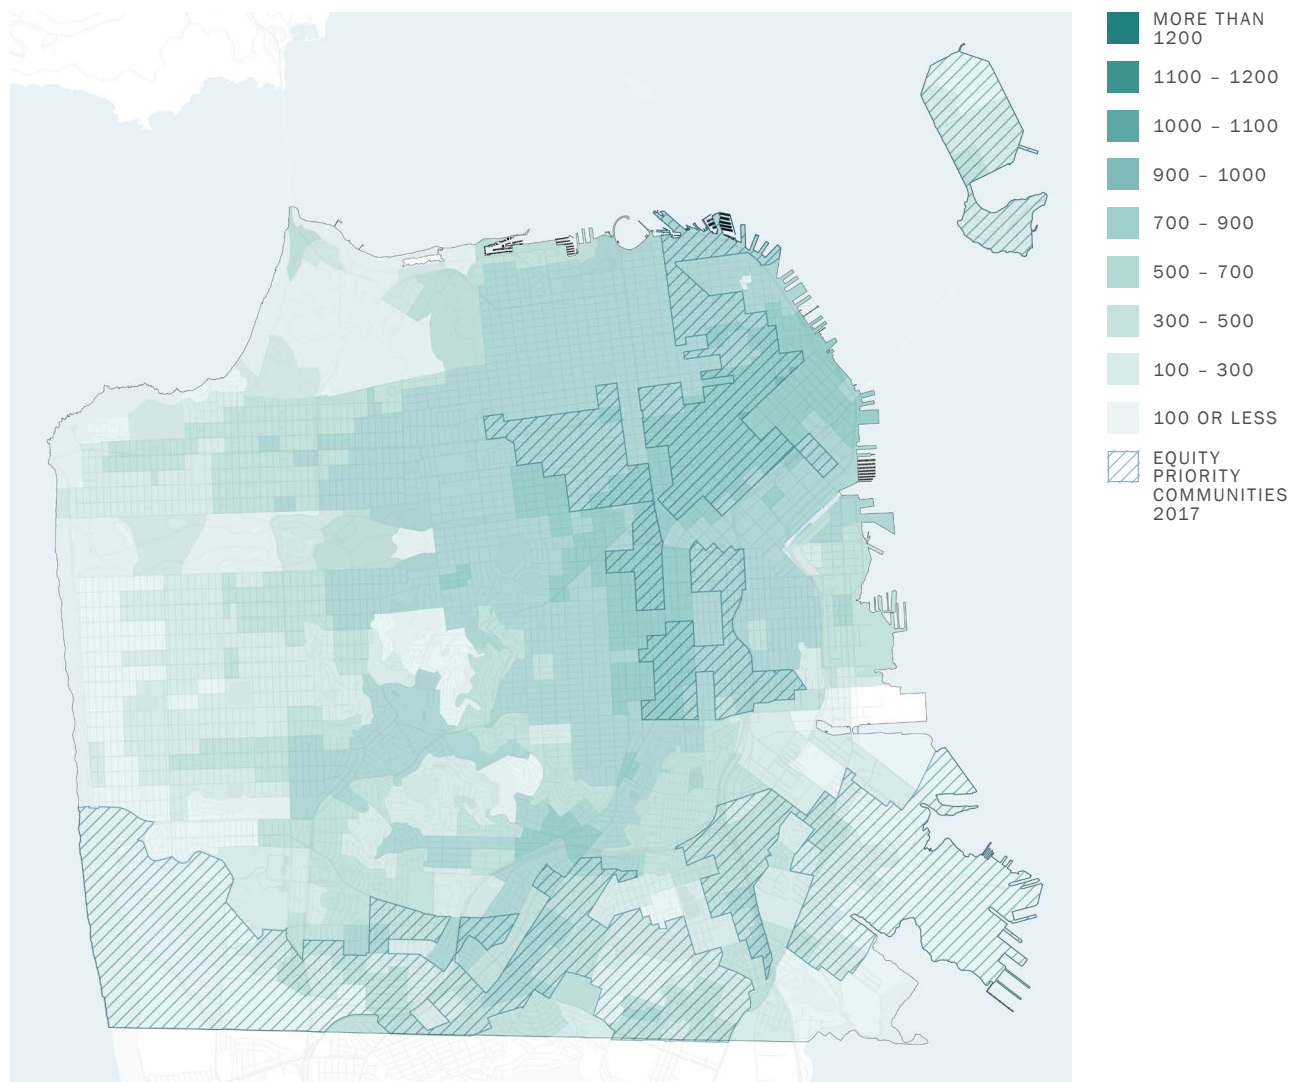 MORE THAN
1200
1100 – 1200
1000 – 1100
900 – 1000
700 – 900
500 – 700
300 – 500
100 – 300
100 OR LESS
EQUITY
PRIORITY
COMMUNITIES
2017